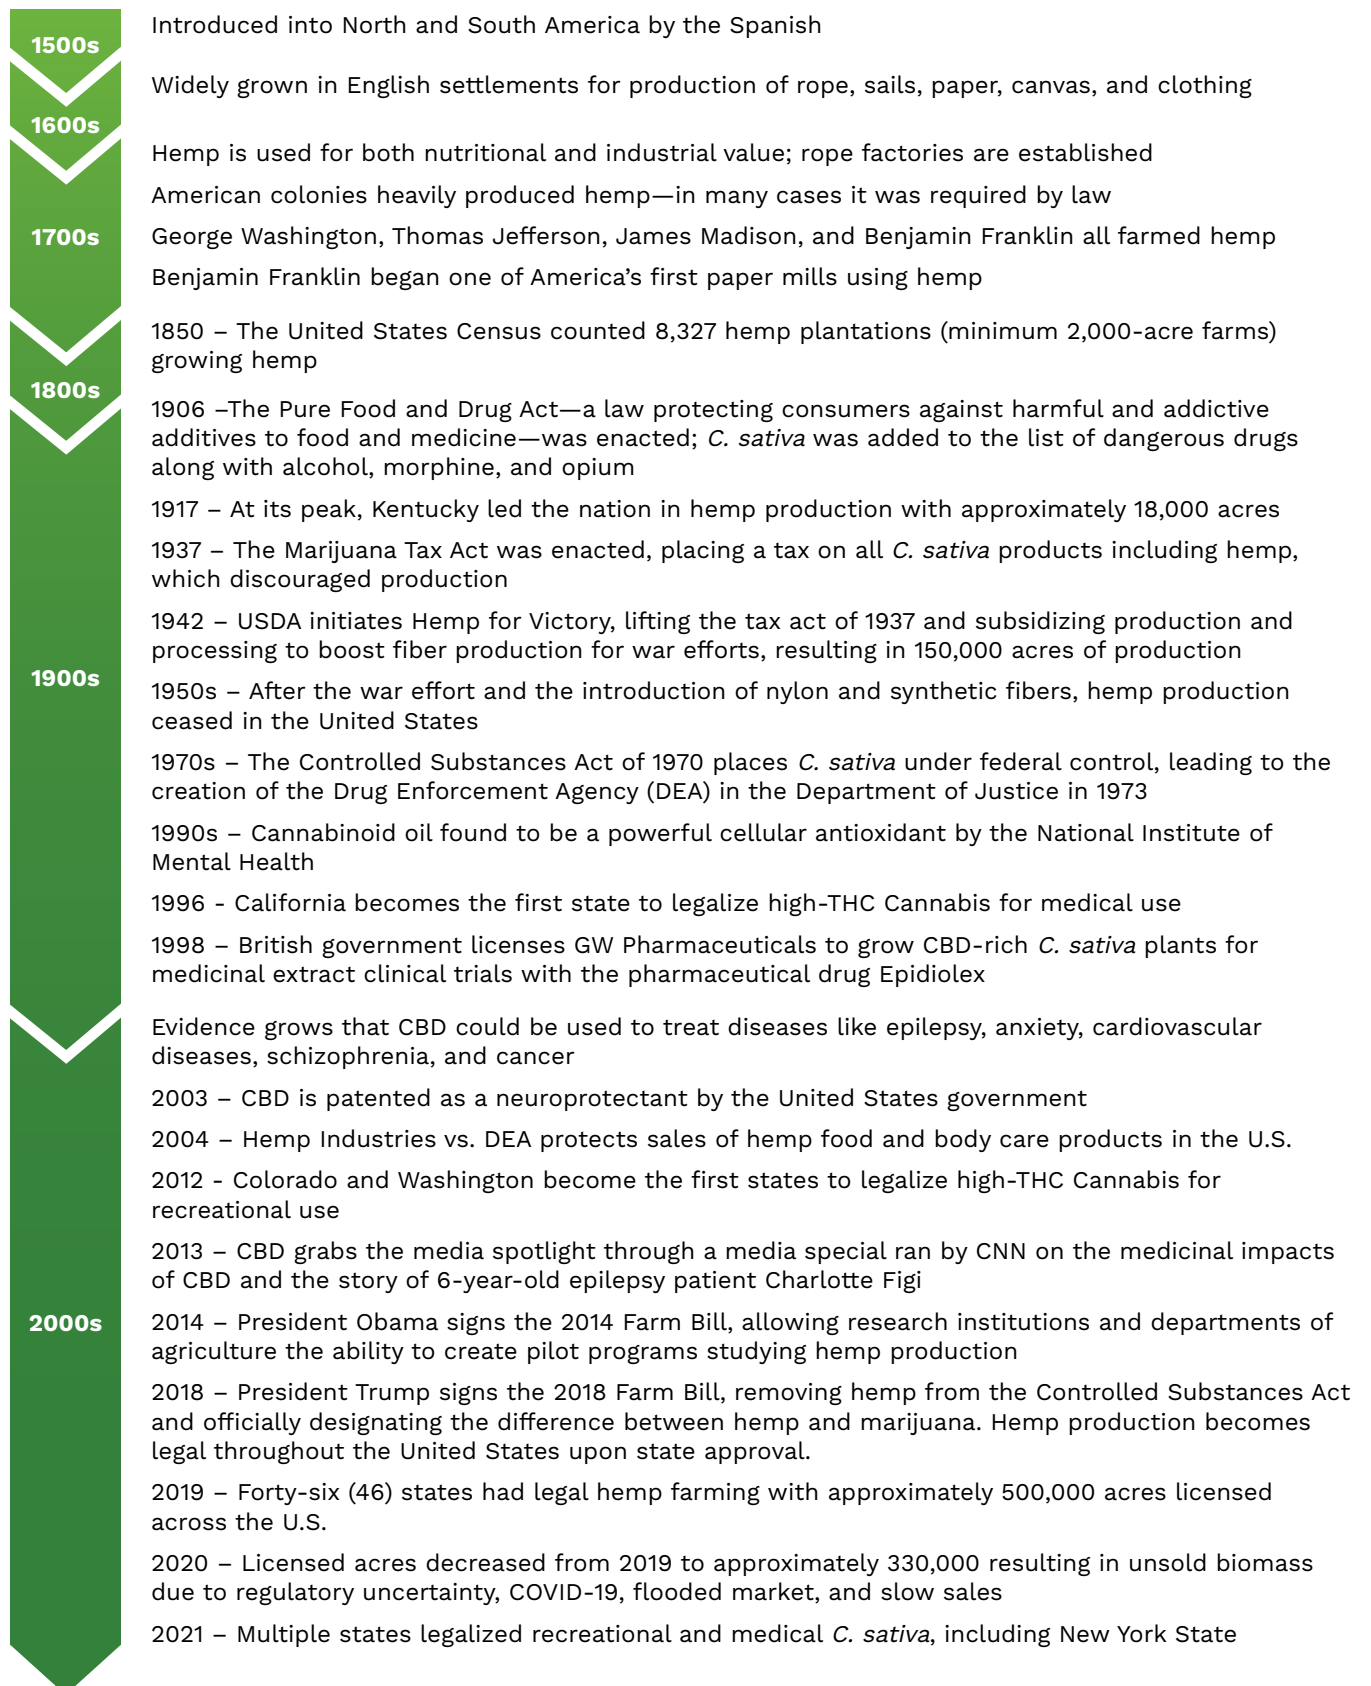 1500s
Introduced into North and South America by the Spanish
Widely grown in English settlements for production of rope, sails, paper, canvas, and clothing
1600s
Hemp is used for both nutritional and industrial value; rope factories are established
American colonies heavily produced hemp—in many cases it was required by law
1700s
George Washington, Thomas Jefferson, James Madison, and Benjamin Franklin all farmed hemp
Benjamin Franklin began one of America’s first paper mills using hemp
1850 – The United States Census counted 8,327 hemp plantations (minimum 2,000-acre farms)
growing hemp
1800s
1906 –The Pure Food and Drug Act—a law protecting consumers against harmful and addictive
additives to food and medicine—was enacted; C. sativa was added to the list of dangerous drugs
along with alcohol, morphine, and opium
1917 – At its peak, Kentucky led the nation in hemp production with approximately 18,000 acres
1937 – The Marijuana Tax Act was enacted, placing a tax on all C. sativa products including hemp,
which discouraged production
1942 – USDA initiates Hemp for Victory, lifting the tax act of 1937 and subsidizing production and
processing to boost fiber production for war efforts, resulting in 150,000 acres of production
1900s
1950s – After the war effort and the introduction of nylon and synthetic fibers, hemp production
ceased in the United States
1970s – The Controlled Substances Act of 1970 places C. sativa under federal control, leading to the
creation of the Drug Enforcement Agency (DEA) in the Department of Justice in 1973
1990s – Cannabinoid oil found to be a powerful cellular antioxidant by the National Institute of
Mental Health
1996 - California becomes the first state to legalize high-THC Cannabis for medical use
1998 – British government licenses GW Pharmaceuticals to grow CBD-rich C. sativa plants for
medicinal extract clinical trials with the pharmaceutical drug Epidiolex
Evidence grows that CBD could be used to treat diseases like epilepsy, anxiety, cardiovascular
diseases, schizophrenia, and cancer
2003 – CBD is patented as a neuroprotectant by the United States government
2004 – Hemp Industries vs. DEA protects sales of hemp food and body care products in the U.S.
2012 - Colorado and Washington become the first states to legalize high-THC Cannabis for
recreational use
2013 – CBD grabs the media spotlight through a media special ran by CNN on the medicinal impacts
of CBD and the story of 6-year-old epilepsy patient Charlotte Figi
2000s
2014 – President Obama signs the 2014 Farm Bill, allowing research institutions and departments of
agriculture the ability to create pilot programs studying hemp production
2018 – President Trump signs the 2018 Farm Bill, removing hemp from the Controlled Substances Act
and officially designating the difference between hemp and marijuana. Hemp production becomes
legal throughout the United States upon state approval.
2019 – Forty-six (46) states had legal hemp farming with approximately 500,000 acres licensed
across the U.S.
2020 – Licensed acres decreased from 2019 to approximately 330,000 resulting in unsold biomass
due to regulatory uncertainty, COVID-19, flooded market, and slow sales
2021 – Multiple states legalized recreational and medical C. sativa, including New York State